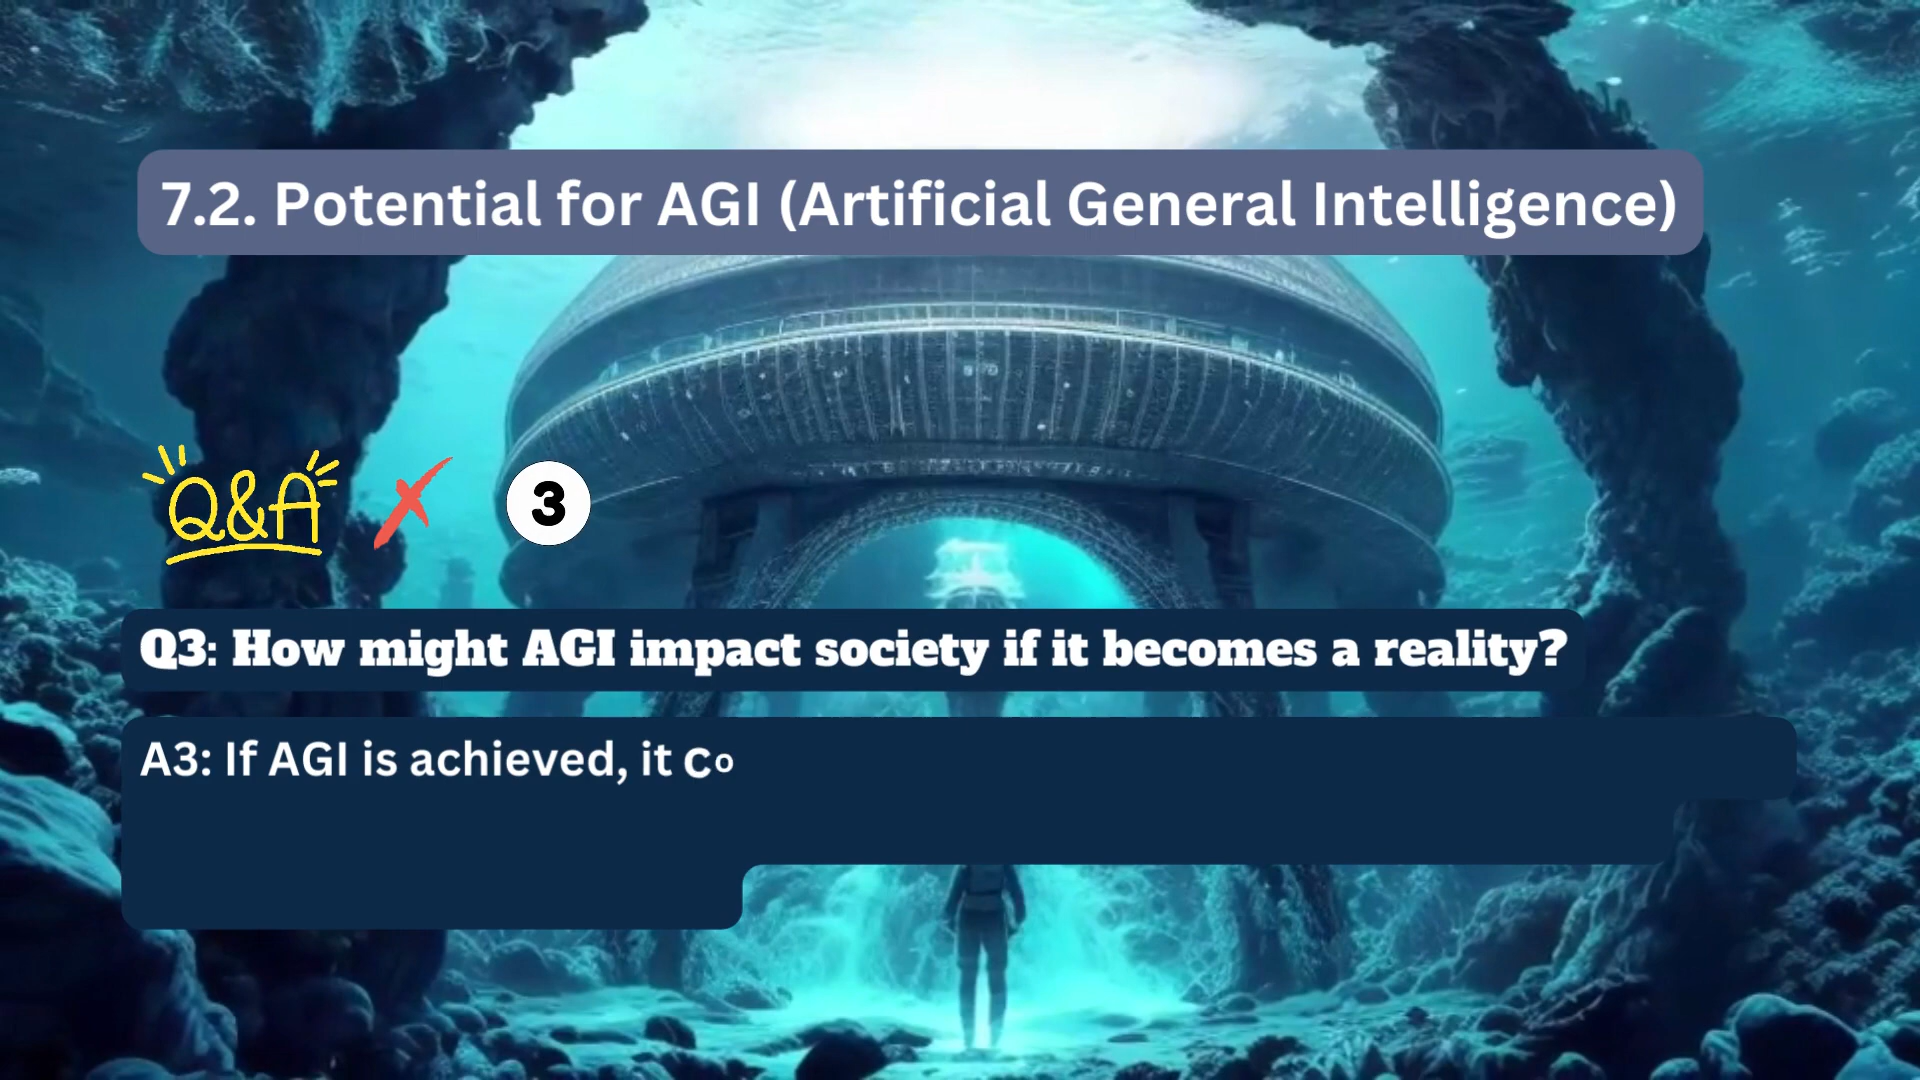 7.2. Potential for AGI (Artificial General Intelligence)
Q&A
3
Q3: How might AGI impact society if it becomes a reality?
A3: If AGI is achieved, it co